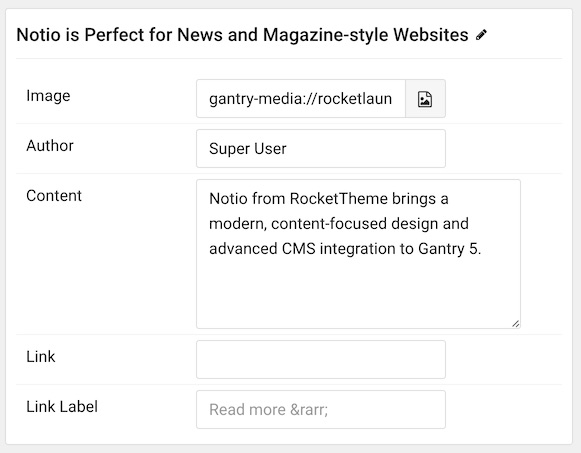 Notio is Perfect for News and Magazine-style Websites
Image
gantry-media://rocketlaun
Author
Super User
Content
Notio from RocketTheme brings a
modern, content-focused design and
advanced CMS integration to Gantry 5.
Link
Link Label
Read more &rarr;